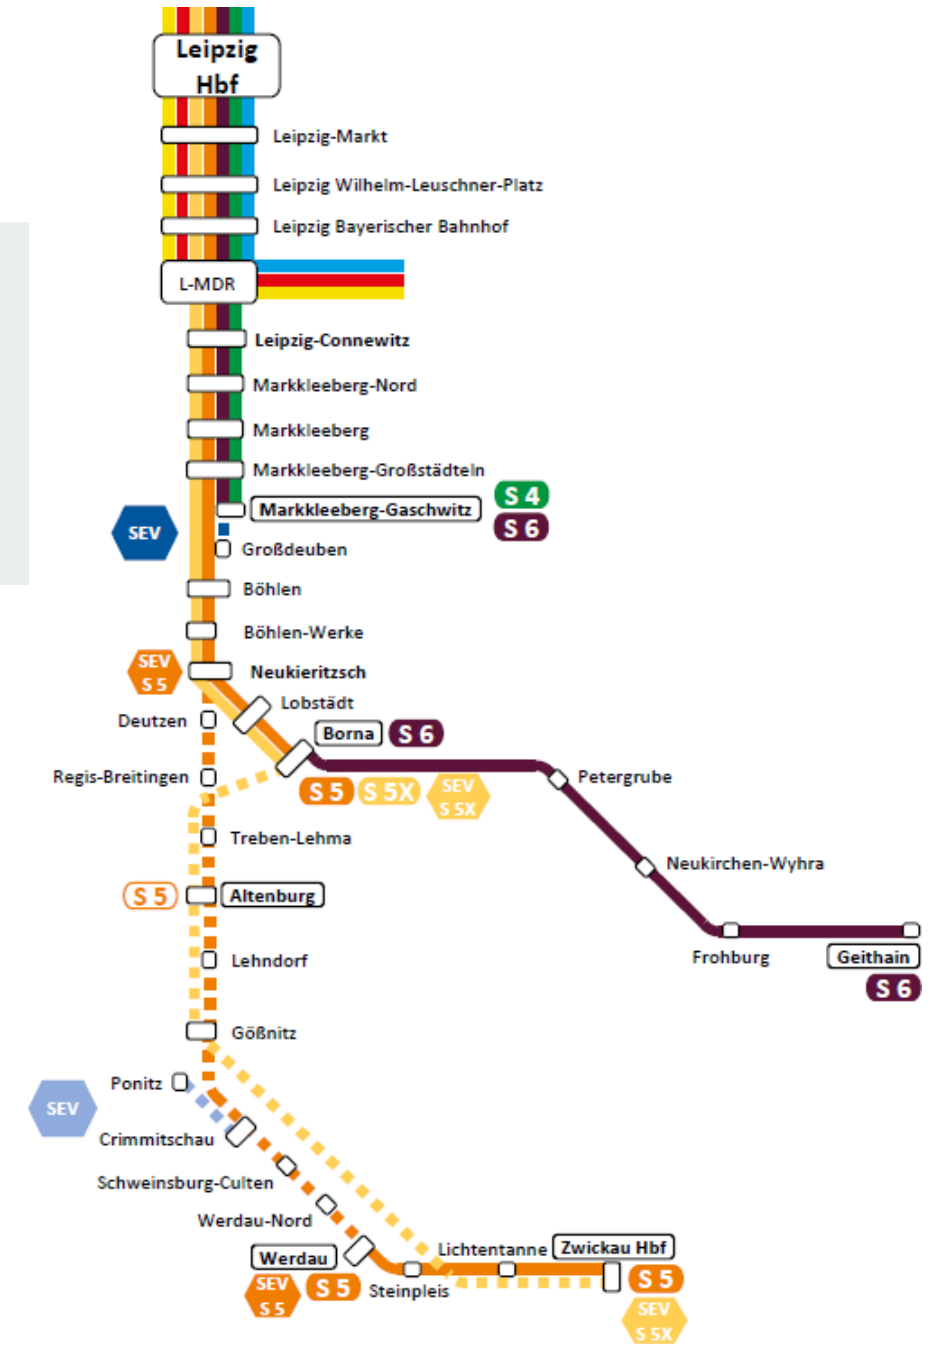 Leipzig
Hbf
Leipzig-Markt
Leipzig Wilhelm-Leuschner-Platz
Leipzig Bayerischer Bahnhof
L-MDR
Leipzig-Connewitz
Markkleeberg-Nord
Markkleeberg
Markkleeberg-Großstädteln
S 4
Markkleeberg-Gaschwitz
S 6
SEV
Großdeuben
Böhlen
Böhlen-Werke
SEV
S 5
Neukieritzsch
Lobstädt
Deutzen
Borna
S 6
Regis-Breitingen
Petergrube
S 5
S 5X
SEV
S 5X
Treben-Lehma
Neukirchen-Wyhra
S 5
Altenburg
Lehndorf
Frohburg
Geithain
S 6
Gößnitz
Ponitz
SEV
Crimmitschau
Schweinsburg-Culten
Werdau-Nord
Werdau
Lichtentanne
Zwickau Hbf
SEV
S 5
S 5
Steinpleis
S 5
SEV
S 5X